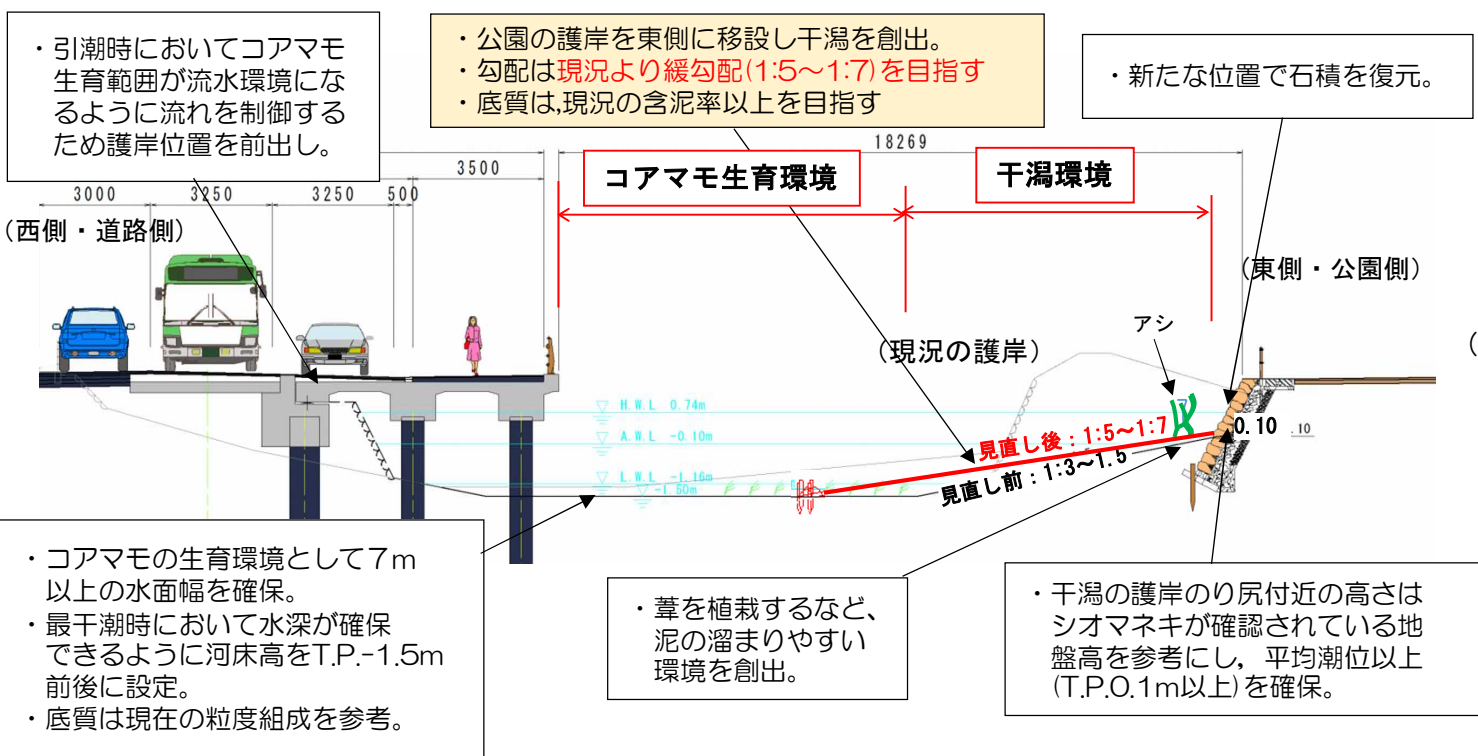 ・引潮時においてコアマモ
生育範囲が流水環境にな
るように流れを制御する
ため護岸位置を前出し。
・公園の護岸を東側に移設し干潟を創出。
・勾配は現況より緩勾配(1:5～1:7)を目指す
・底質は,現況の含泥率以上を目指す
・新たな位置で石積を復元。
18269
3500
コアマモ生育環境
干潟環境
3000
3250
3250
500
(西側・道路側)
(東側・公園側)
アシ
(現況の護岸)
(
H.W.L 0.74m
A.W.L -0.10m
L.W.L -1.16m
-1.50m
見直し後：1:5～1:7
見直し前：1:3～1.5
0.10
.10
・コアマモの生育環境として７ｍ
以上の水面幅を確保。
・最干潮時において水深が確保
できるように河床高をT.P.-1.5m
前後に設定。
・底質は現在の粒度組成を参考。
・葦を植栽するなど、
泥の溜まりやすい
環境を創出。
・干潟の護岸のり尻付近の高さは
シオマネキが確認されている地
盤高を参考にし，平均潮位以上
(T.P.0.1m以上)を確保。